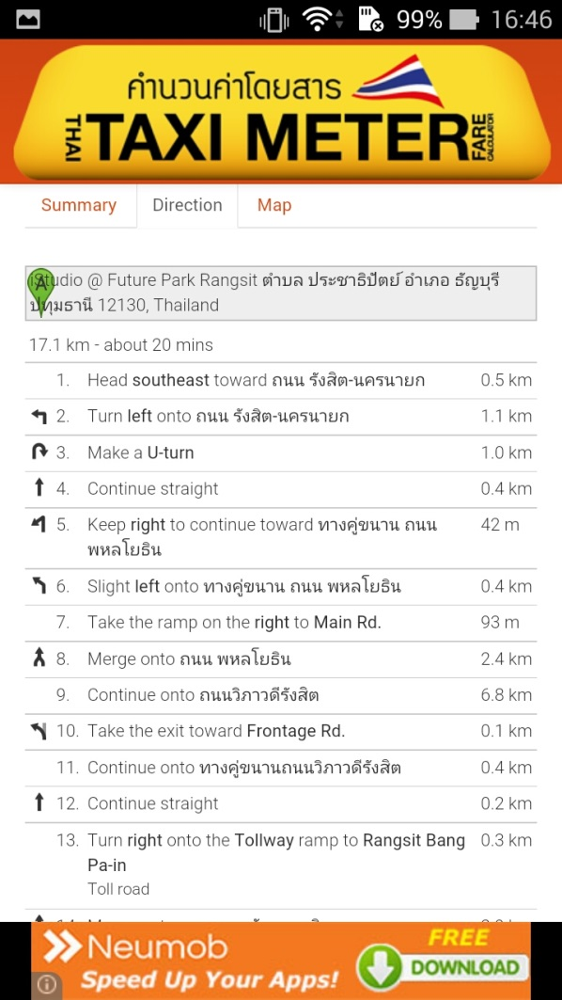 99% 16:46
คำนวนค่าโดยสาร
THAI TAXI METER FARE CALCULATOR
Summary Direction Map
A
iStudio @ Future Park Rangsit ตำบล ประชาธิปัตย์ อำเภอ ธัญบุรี
ปทุมธานี 12130, Thailand
17.1 km - about 20 mins
1. Head southeast toward ถนน รังสิต-นครนายก 0.5 km
2. Turn left onto ถนน รังสิต-นครนายก 1.1 km
3. Make a U-turn 1.0 km
4. Continue straight 0.4 km
5. Keep right to continue toward ทางคู่ขนาน ถนน 42 m
พหลโยธิน
6. Slight left onto ทางคู่ขนาน ถนน พหลโยธิน 0.4 km
7. Take the ramp on the right to Main Rd. 93 m
8. Merge onto ถนน พหลโยธิน 2.4 km
9. Continue onto ถนนวิภาวดีรังสิต 6.8 km
10. Take the exit toward Frontage Rd. 0.1 km
11. Continue onto ทางคู่ขนานถนนวิภาวดีรังสิต 0.4 km
12. Continue straight 0.2 km
13. Turn right onto the Tollway ramp to Rangsit Bang 0.3 km
Pa-in
Toll road
Neumob FREE
Speed Up Your Apps! DOWNLOAD